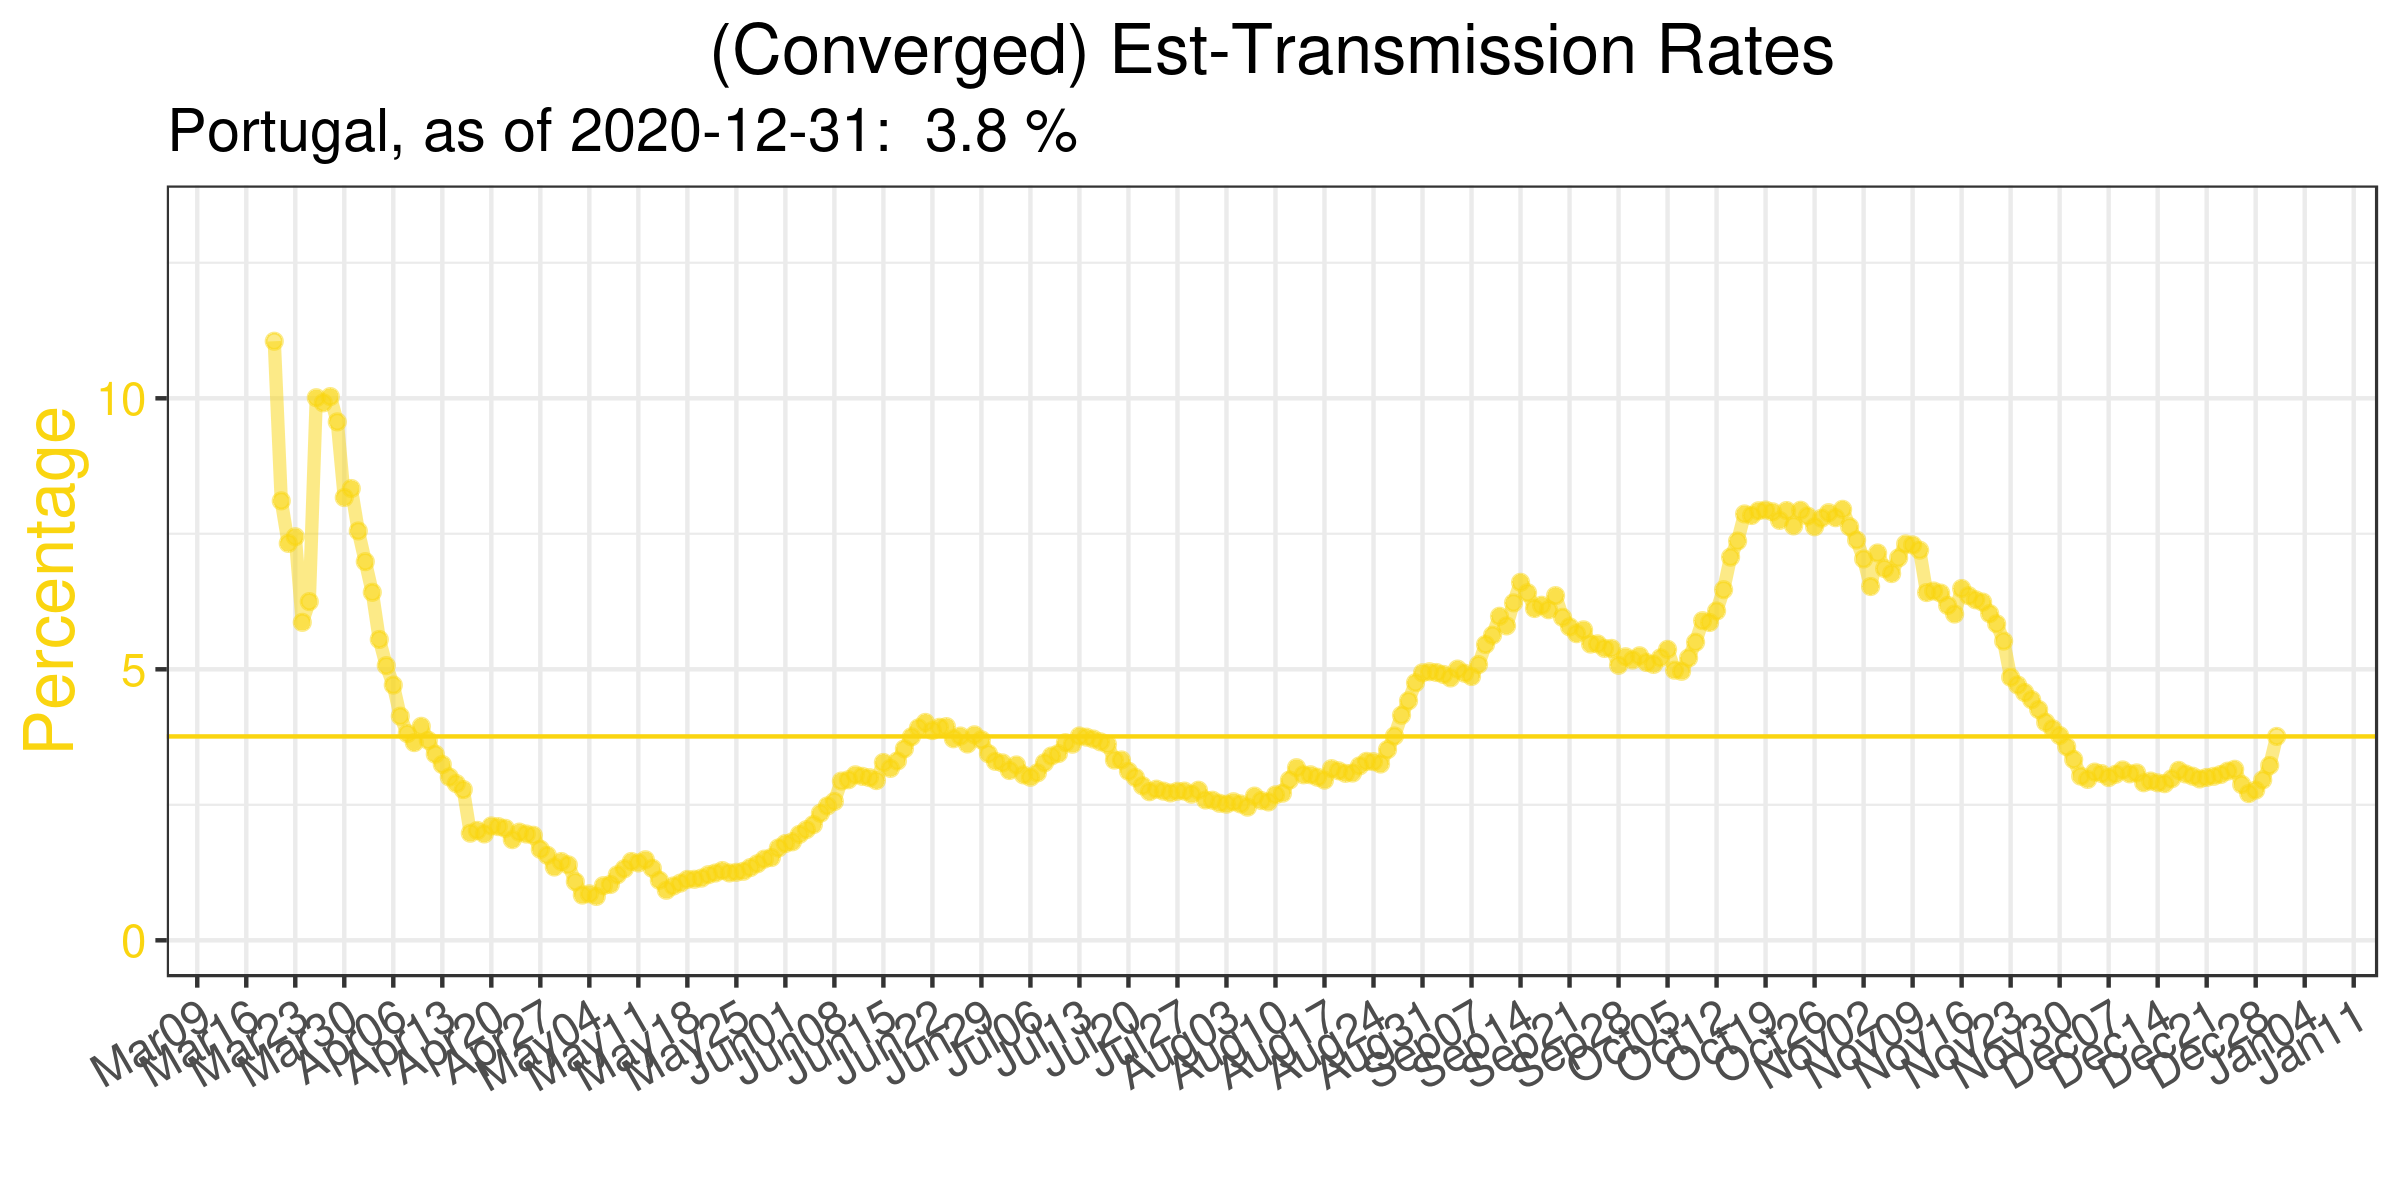 (Converged) Est-Transmission Rates
Portugal, as of 2020-12-31:  3.8 %
Percentage
10
5
0
Mar09
Mar16
Mar23
Mar30
Apr06
Apr13
Apr20
Apr27
May04
May11
May18
May25
Jun01
Jun08
Jun15
Jun22
Jun29
Jul06
Jul13
Jul20
Jul27
Aug03
Aug10
Aug17
Aug24
Aug31
Sep07
Sep14
Sep21
Sep28
Oct05
Oct12
Oct19
Oct26
Nov02
Nov09
Nov16
Nov23
Nov30
Dec07
Dec14
Dec21
Dec28
Jan04
Jan11